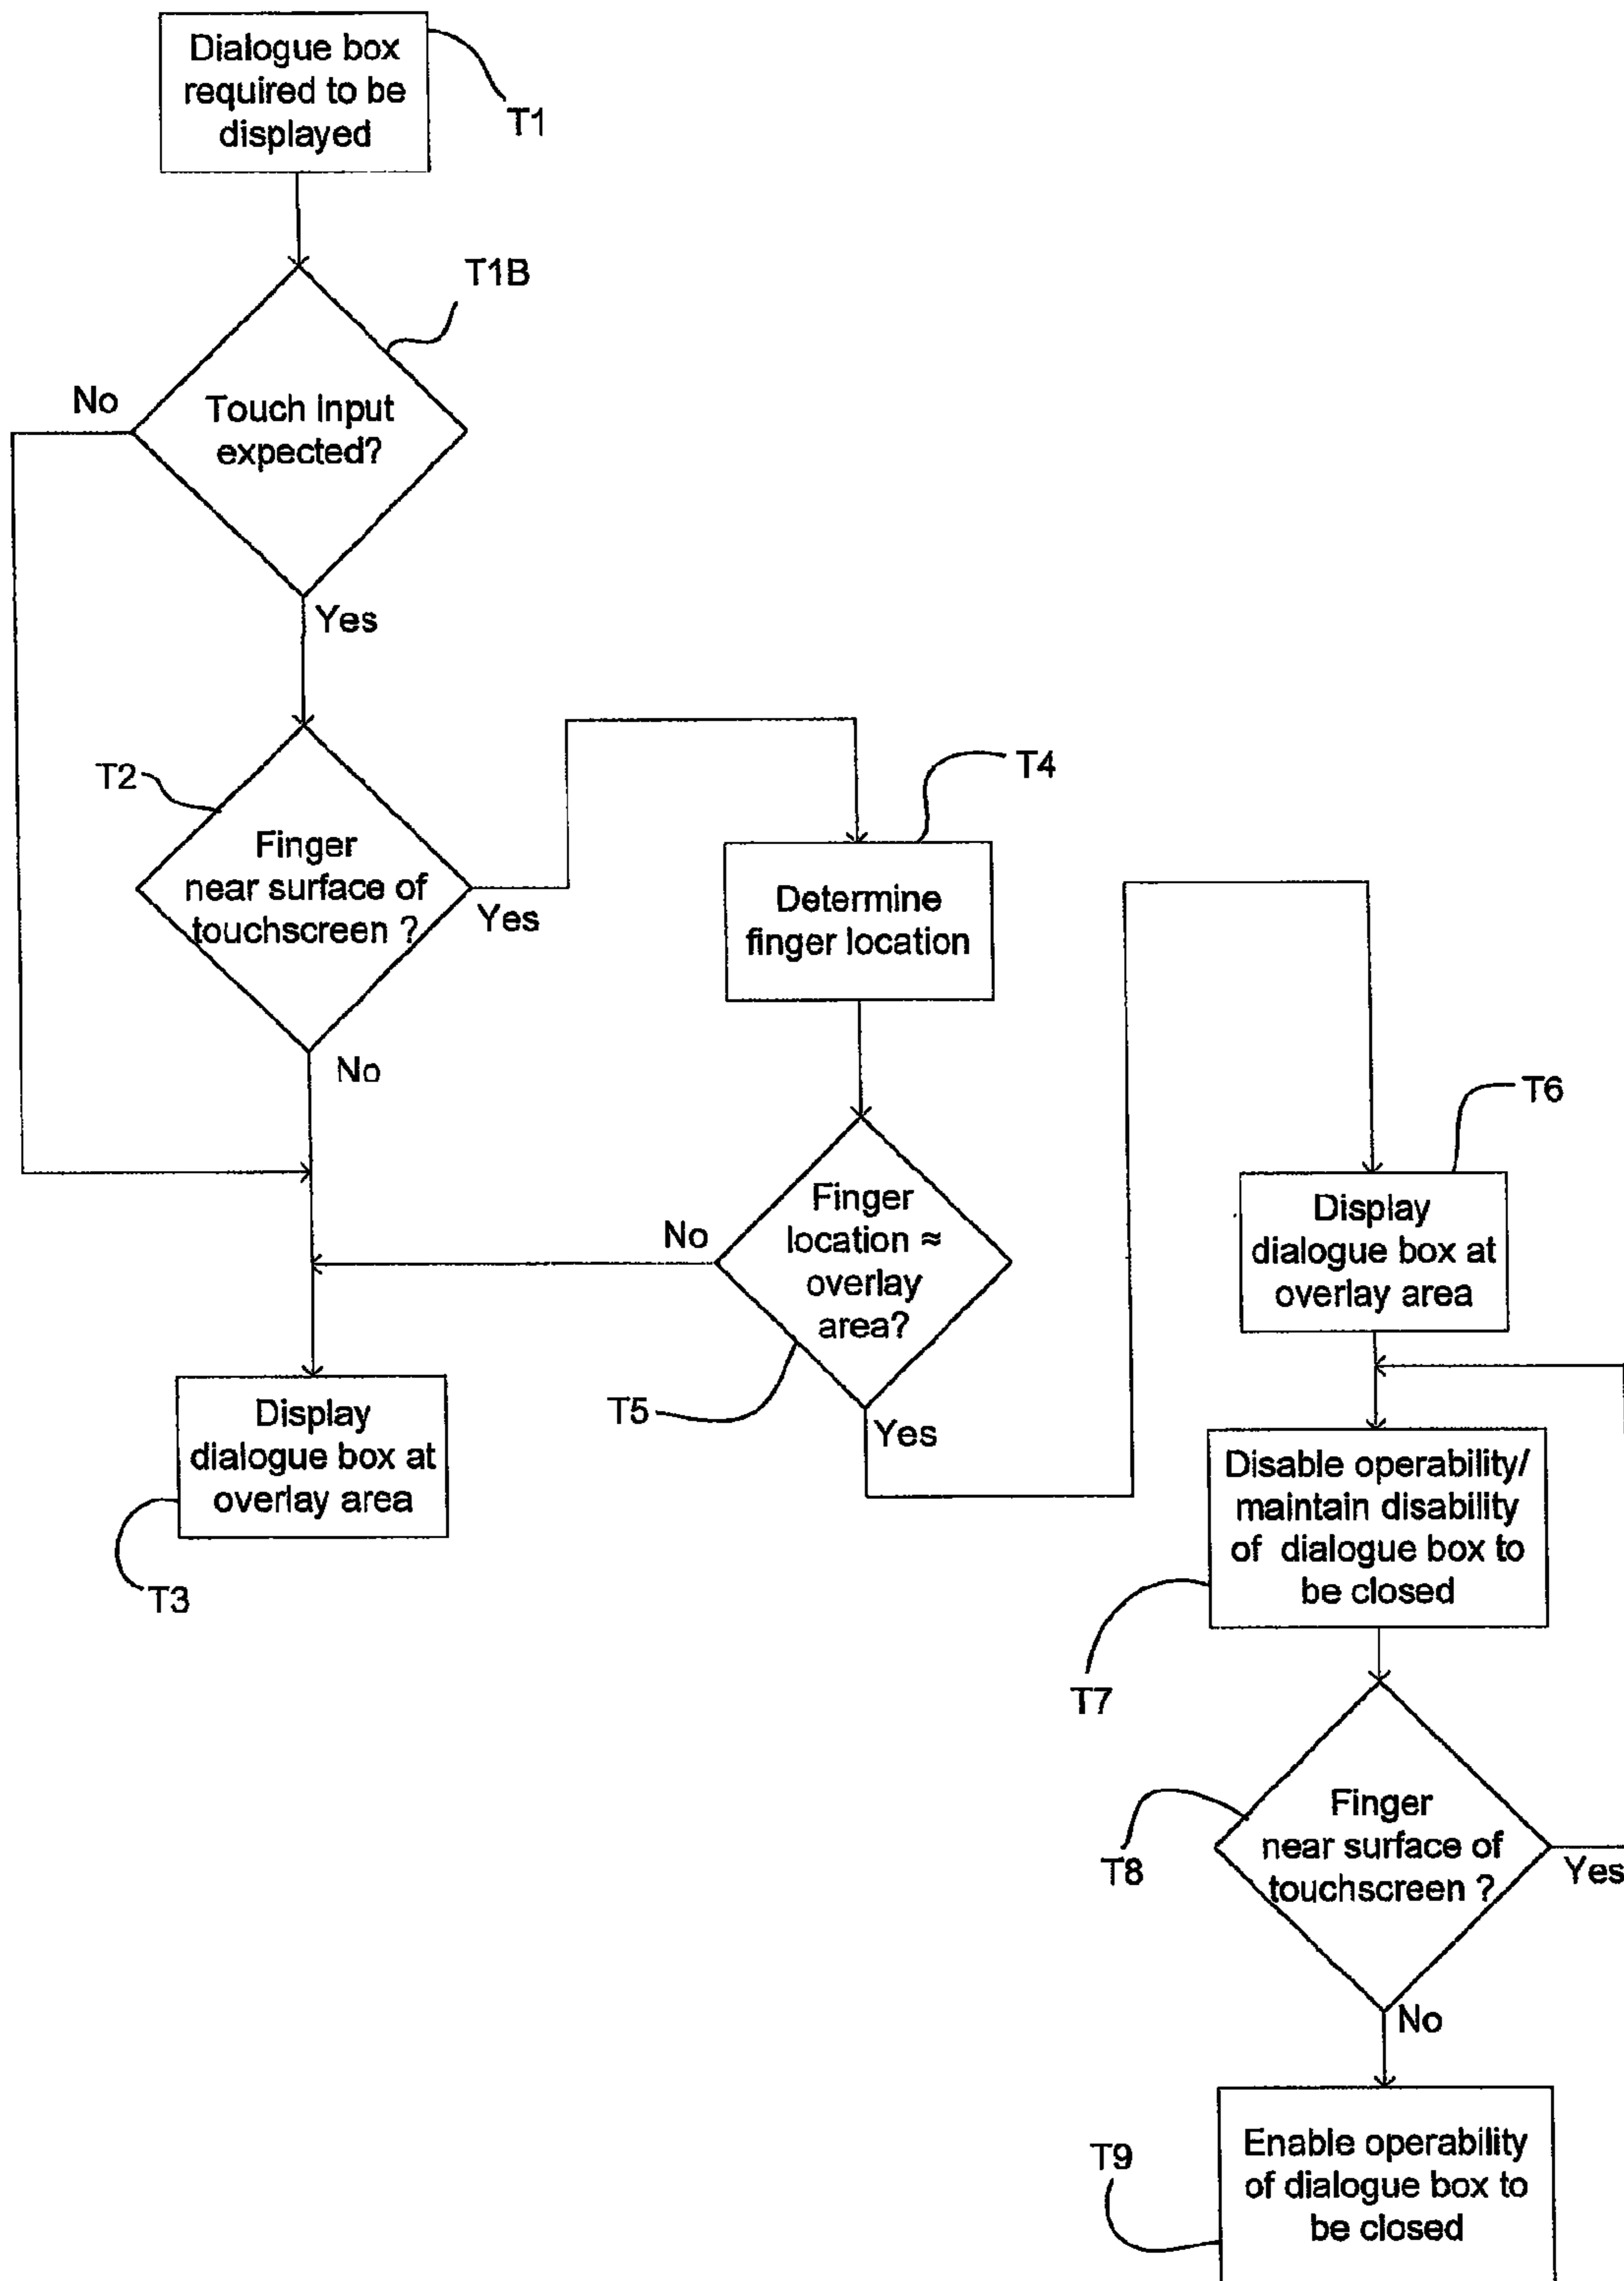 Dialogue box
required to be
displayed
T1
T1B
No
Touch input
expected?
Yes
T2
Finger
near surface of
touchscreen ?
Yes
No
T4
Determine
finger location
T6
Finger
location ≈
overlay
area?
No
T5
Yes
Display
dialogue box at
overlay area
T3
Display
dialogue box at
overlay area
Disable operability/
maintain disability
of dialogue box to
be closed
T7
Finger
near surface of
touchscreen ?
T8
Yes
No
T9
Enable operability
of dialogue box to
be closed